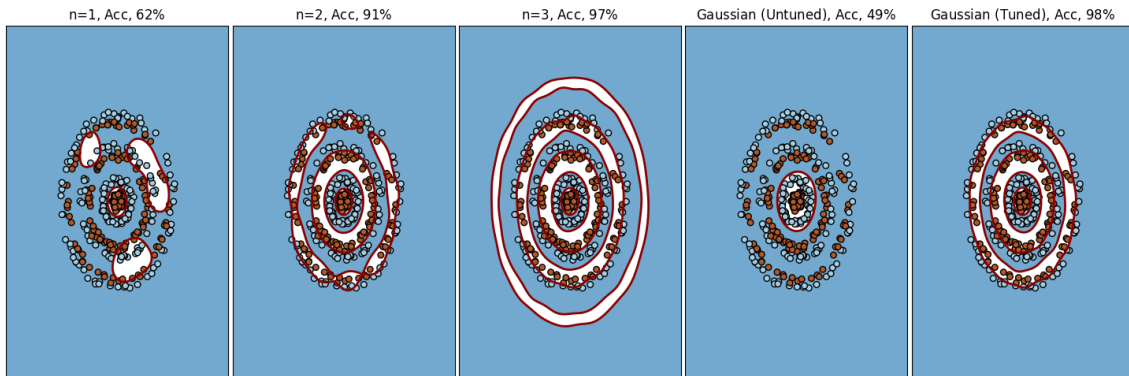 n=1, Acc, 62%
n=2, Acc, 91%
n=3, Acc, 97%
Gaussian (Untuned), Acc, 49%
Gaussian (Tuned), Acc, 98%